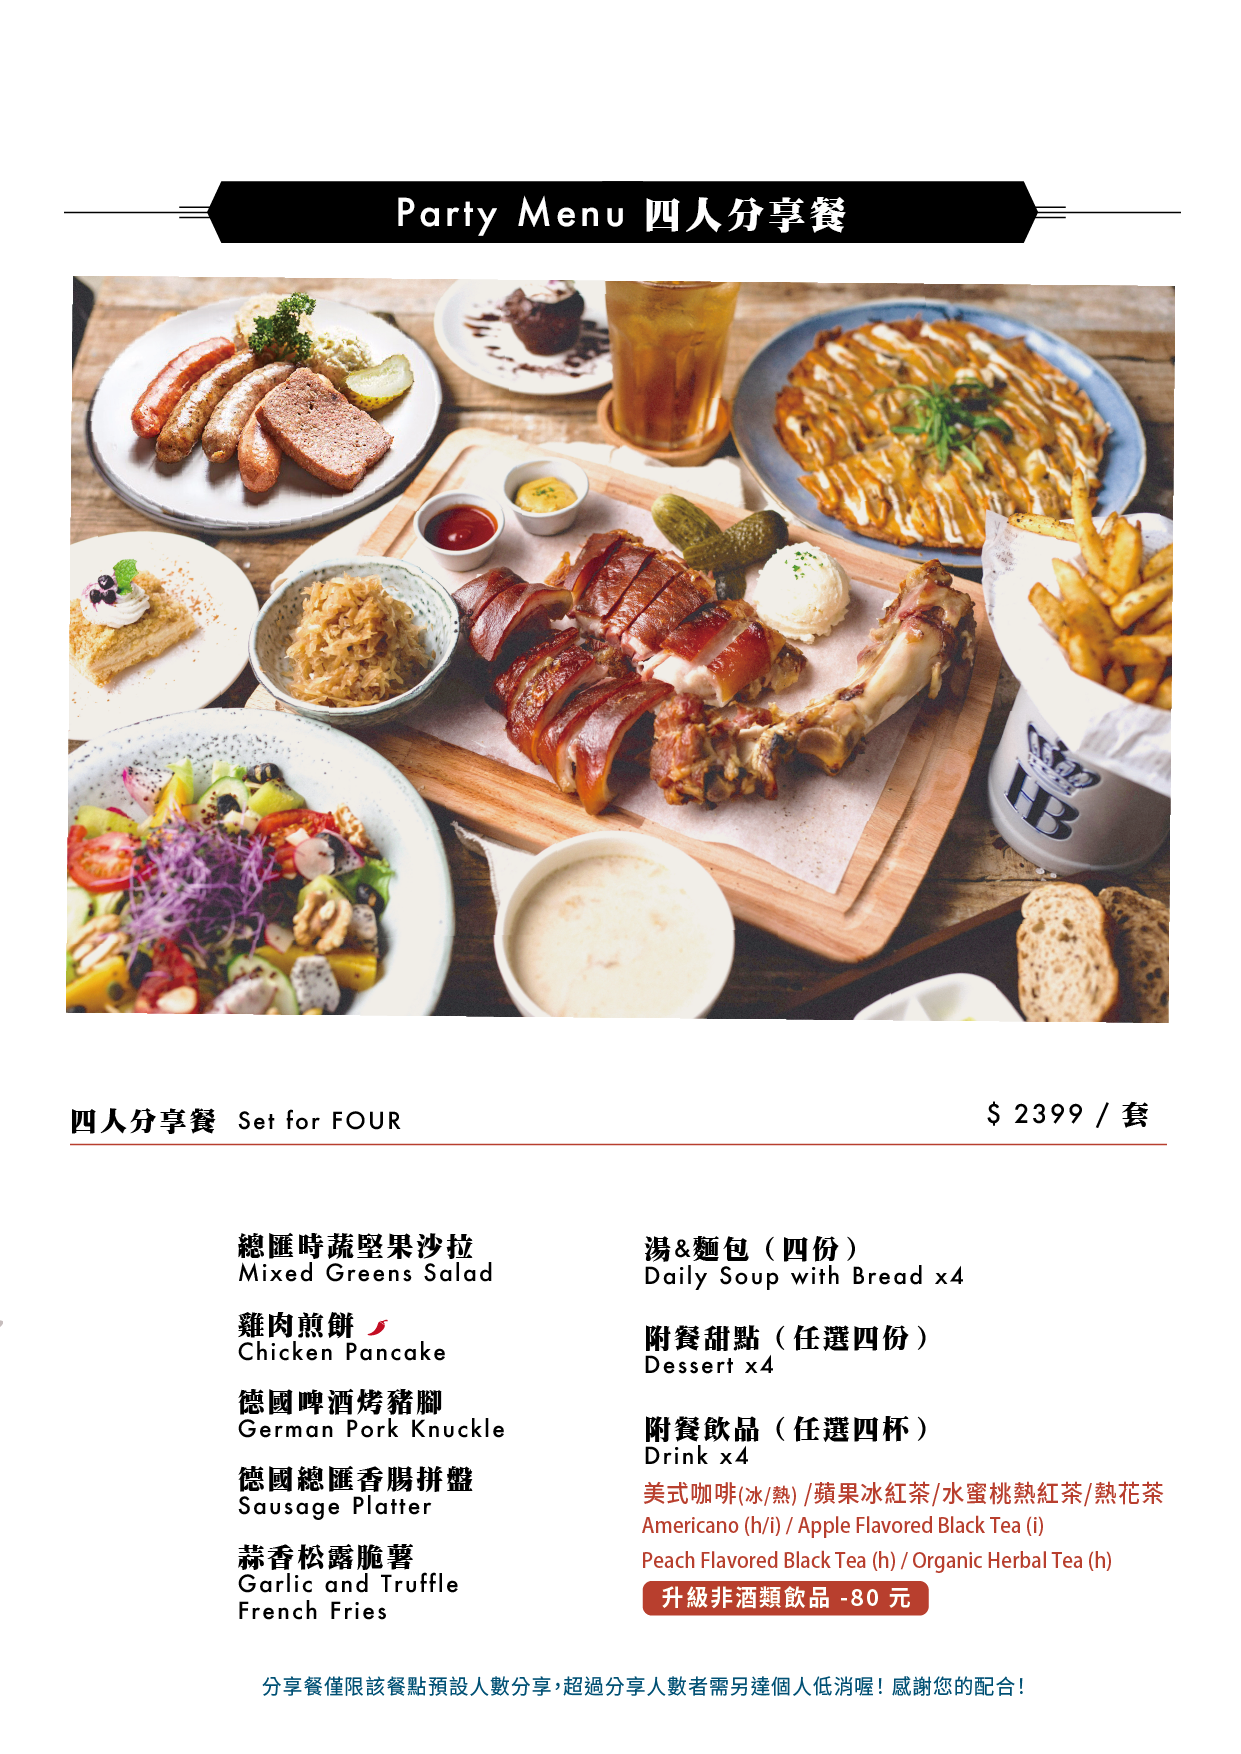 Party Menu 四人分享餐
HB
四人分享餐 Set for FOUR
$ 2399 / 套
總匯時蔬堅果沙拉
Mixed Greens Salad
雞肉煎餅
Chicken Pancake
德國啤酒烤豬腳
German Pork Knuckle
德國總匯香腸拼盤
Sausage Platter
蒜香松露脆薯
Garlic and Truffle
French Fries
湯&麵包（四份）
Daily Soup with Bread x4
附餐甜點（任選四份）
Dessert x4
附餐飲品（任選四杯）
Drink x4
美式咖啡(冰/熱) /蘋果冰紅茶/水蜜桃熱紅茶/熱花茶
Americano (h/i) / Apple Flavored Black Tea (i)
Peach Flavored Black Tea (h) / Organic Herbal Tea (h)
升級非酒類飲品 -80 元
分享餐僅限該餐點預設人數分享，超過分享人數者需另達個人低消喔！感謝您的配合！